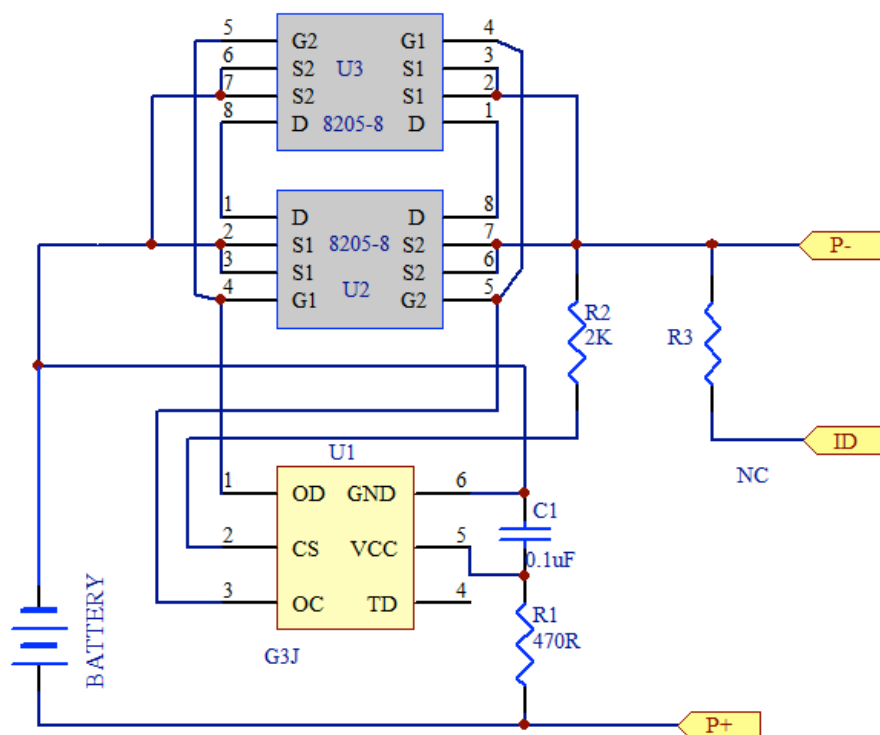 5 G2 G1 4
6 S2 U3 S1 3
7 S2 S1 2
8 D 8205-8 D 1
1 D D 8
2 S1 8205-8 S2 7
3 S1 S2 6
4 G1 U2 G2 5
P-
R2
2K
R3
ID
NC
U1
1 OD GND 6
2 CS VCC 5
3 OC TD 4
G3J
C1
0.1uF
R1
470R
BATTERY
P+